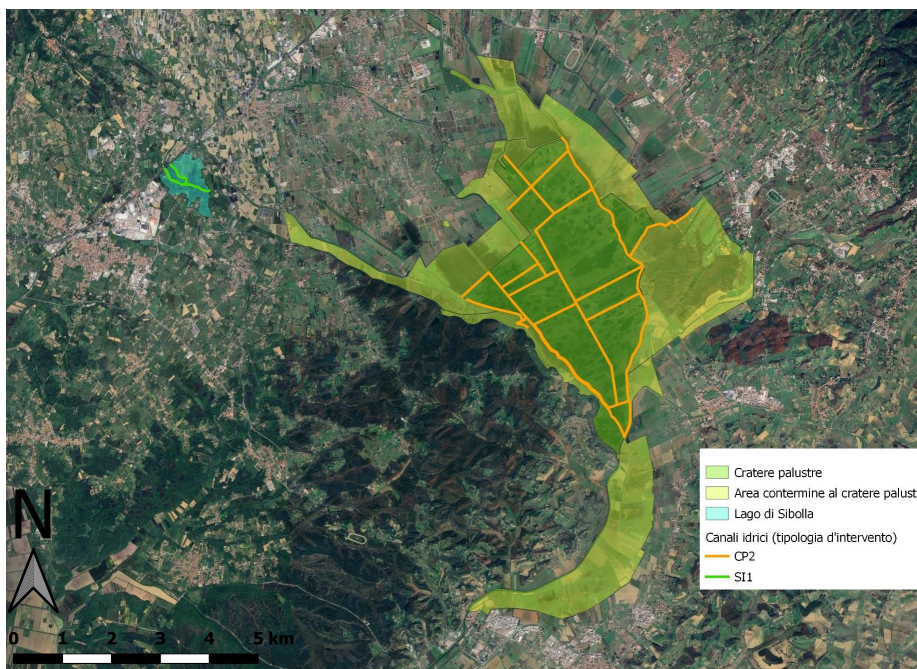 N
Cratere palustre
Area contermine al cratere palust
Lago di Sibolla
Canali idrici (tipologia d'intervento)
CP2
SI1
N
0 1 2 3 4 5 km